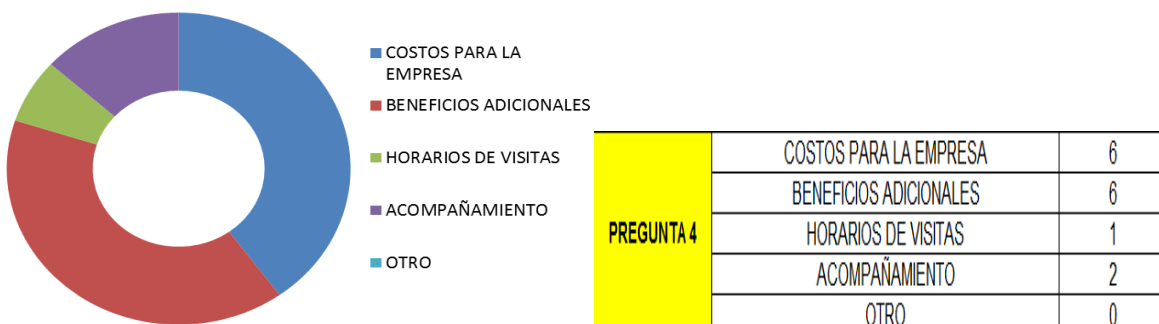 COSTOS PARA LA
EMPRESA
BENEFICIOS ADICIONALES
HORARIOS DE VISITAS
ACOMPAÑAMIENTO
OTRO
PREGUNTA 4
COSTOS PARA LA EMPRESA 6
BENEFICIOS ADICIONALES 6
HORARIOS DE VISITAS 1
ACOMPAÑAMIENTO 2
OTRO 0